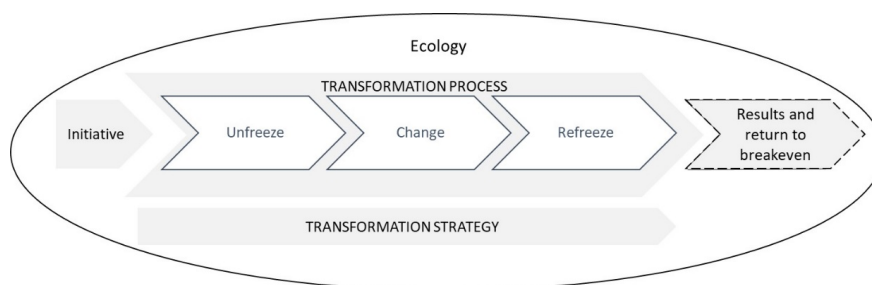 Ecology
TRANSFORMATION PROCESS
Initiative
Unfreeze
Change
Refreeze
Results and
return to
breakeven
TRANSFORMATION STRATEGY